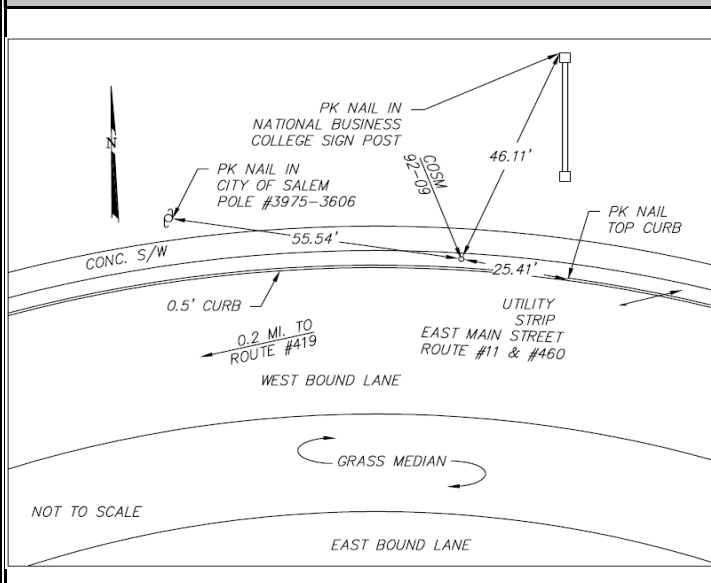 PK NAIL IN
NATIONAL BUSINESS
COLLEGE SIGN POST
N
PK NAIL IN
CITY OF SALEM
POLE #3975-3606
COSM
92-09
46.11'
PK NAIL
TOP CURB
55.54'
CONC. S/W
25.41'
0.5' CURB
UTILITY
STRIP
EAST MAIN STREET
ROUTE #11 & #460
0.2 MI. TO
ROUTE #419
WEST BOUND LANE
GRASS MEDIAN
NOT TO SCALE
EAST BOUND LANE